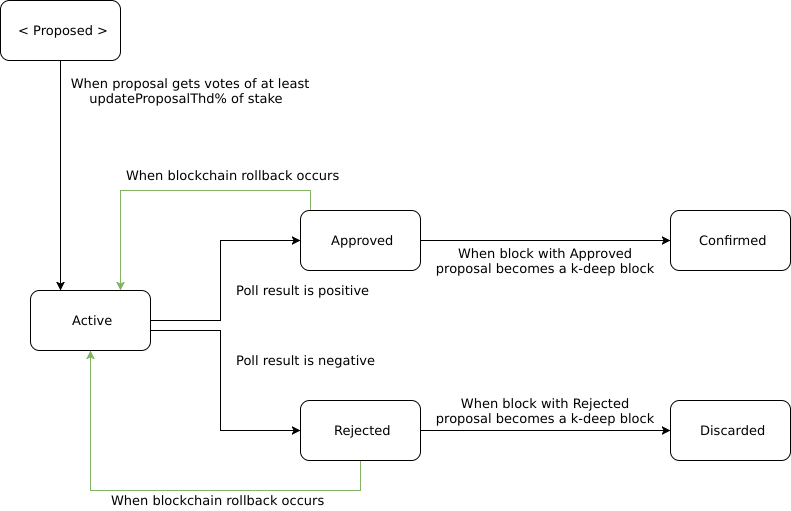 < Proposed >
When proposal gets votes of at least
updateProposalThd% of stake
When blockchain rollback occurs
Approved
When block with Approved
proposal becomes a k-deep block
Confirmed
Poll result is positive
Active
Poll result is negative
Rejected
When block with Rejected
proposal becomes a k-deep block
Discarded
When blockchain rollback occurs